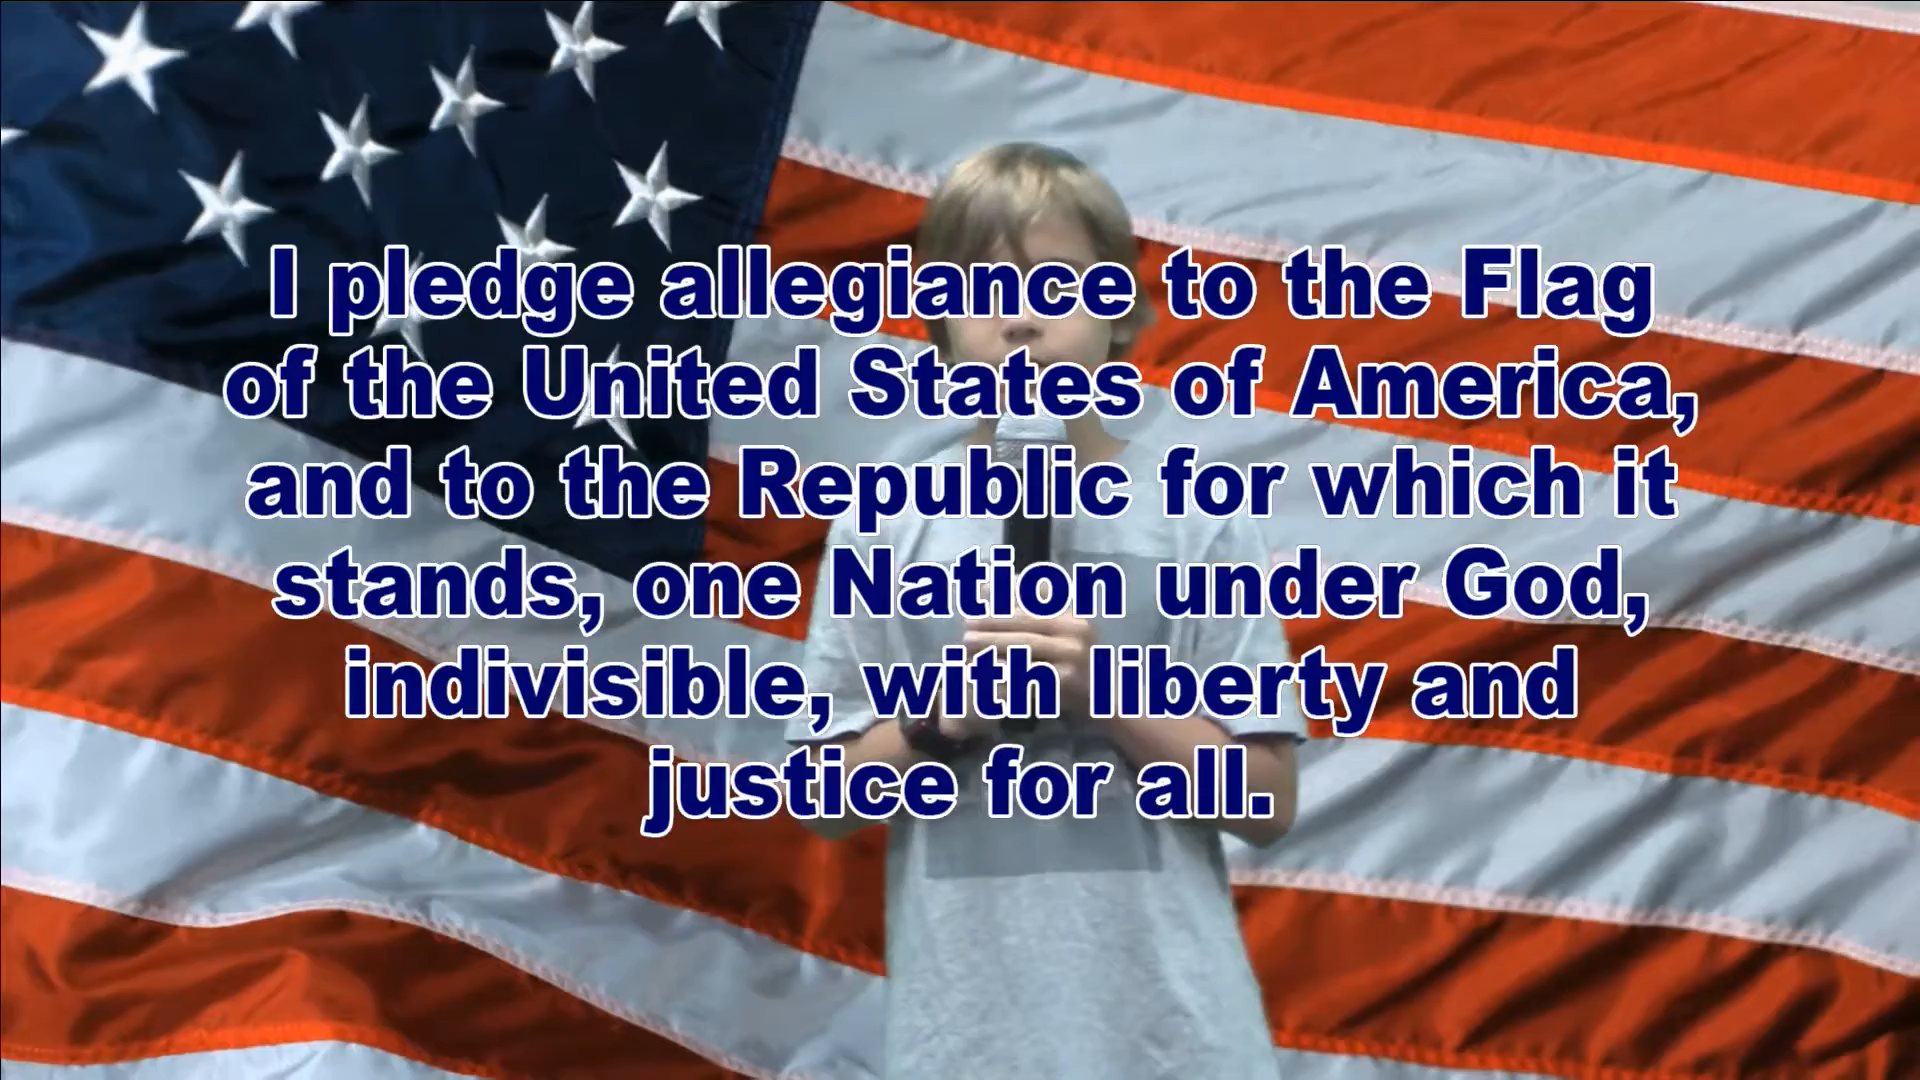 I pledge allegiance to the Flag
of the United States of America,
and to the Republic for which it
stands, one Nation under God,
indivisible, with liberty and
justice for all.